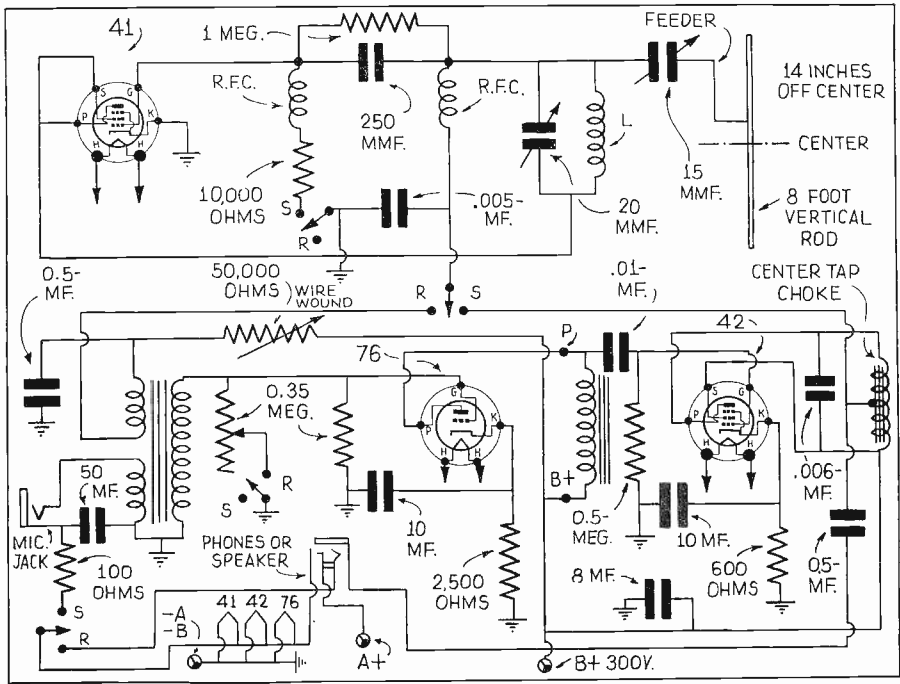 41
1 MEG.
FEEDER
R.F.C.
R.F.C.
250
MMF.
L
14 INCHES
OFF CENTER
CENTER
15
MMF.
8 FOOT
VERTICAL
ROD
S G
P K
H H
10,000
OHMS
S
R
.005-
MF.
20
MMF.
0.5-
MF.
50,000
OHMS
WIRE
WOUND
R S
.01-
MF.
CENTER TAP
CHOKE
76
P
42
0.35
MEG.
G
P K
H H
S G
P K
H H
50
MF.
S R
10
MF.
B+
0.5-
MEG.
10 MF.
.006-
MF.
MIC.
JACK
100
OHMS
PHONES OR
SPEAKER
2,500
OHMS
8 MF.
600
OHMS
0.5-
MF.
S
R
-A
-B
41 42 76
A+
B+ 300V.